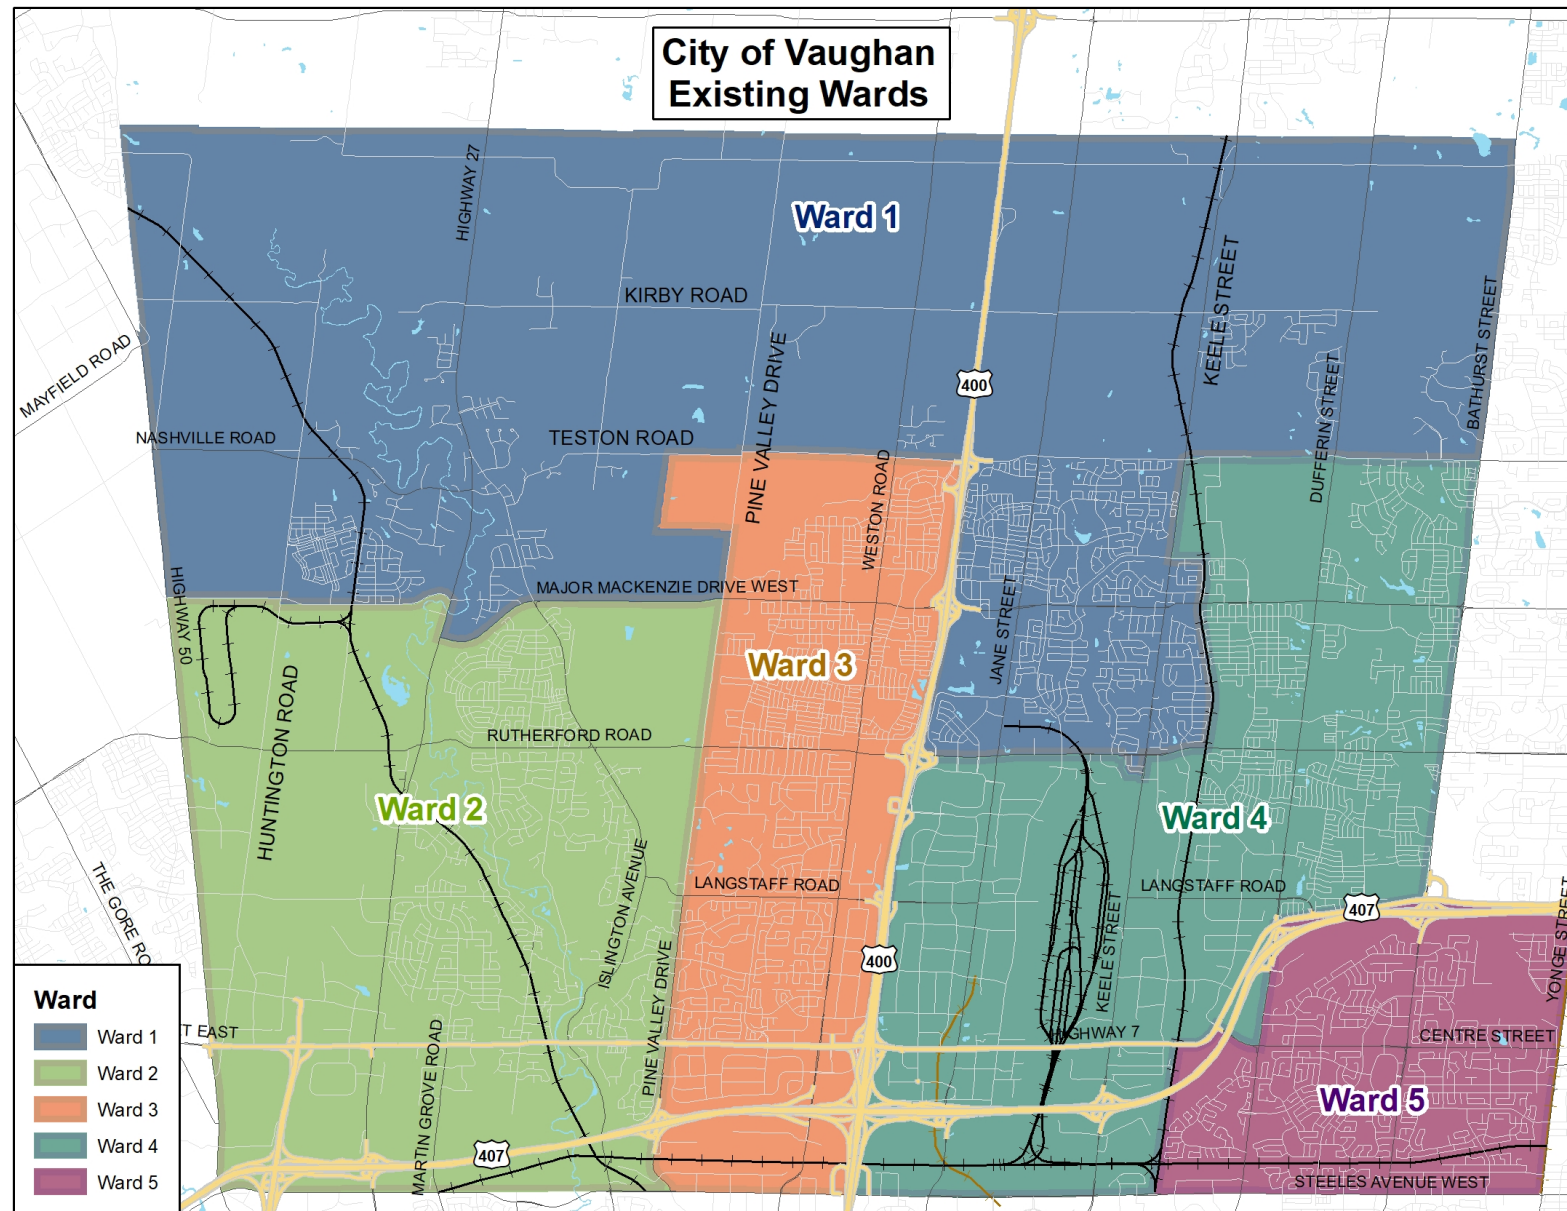 City of Vaughan
Existing Wards
HIGHWAY 27
Ward 1
KEELE STREET
KIRBY ROAD
BATHURST STREET
MAYFIELD ROAD
PINE VALLEY DRIVE
400
DUFFERIN STREET
NASHVILLE ROAD
TESTON ROAD
WESTON ROAD
HIGHWAY 50
MAJOR MACKENZIE DRIVE WEST
JANE STREET
Ward 3
HUNTINGTON ROAD
RUTHERFORD ROAD
Ward 2
Ward 4
ISLINGTON AVENUE
LANGSTAFF ROAD
LANGSTAFF ROAD
THE GORE RO
407
400
KEELE STREET
YONGE STREET
PINE VALLEY DRIVE
Ward
T EAST
HIGHWAY 7
CENTRE STREET
Ward 1
Ward 2
Ward 3
Ward 4
Ward 5
MARTIN GROVE ROAD
Ward 5
407
STEELES AVENUE WEST